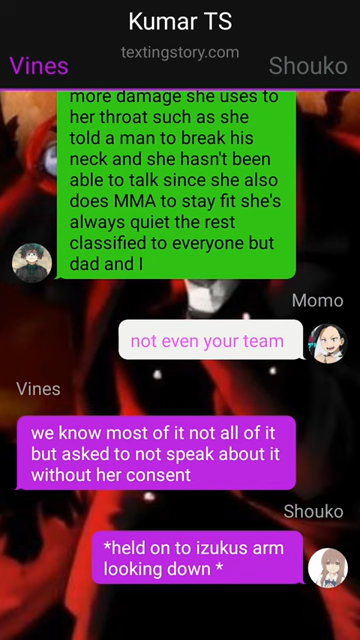 Kumar TS
textingstory.com
Vines
Shouko
more damage she uses to
her throat such as she
told a man to break his
neck and she hasn't been
able to talk since she also
does MMA to stay fit she's
always quiet the rest
classified to everyone but
dad and I
Momo
not even your team
Vines
we know most of it not all of it
but asked to not speak about it
without her consent
Shouko
*held on to izukus arm
looking down *